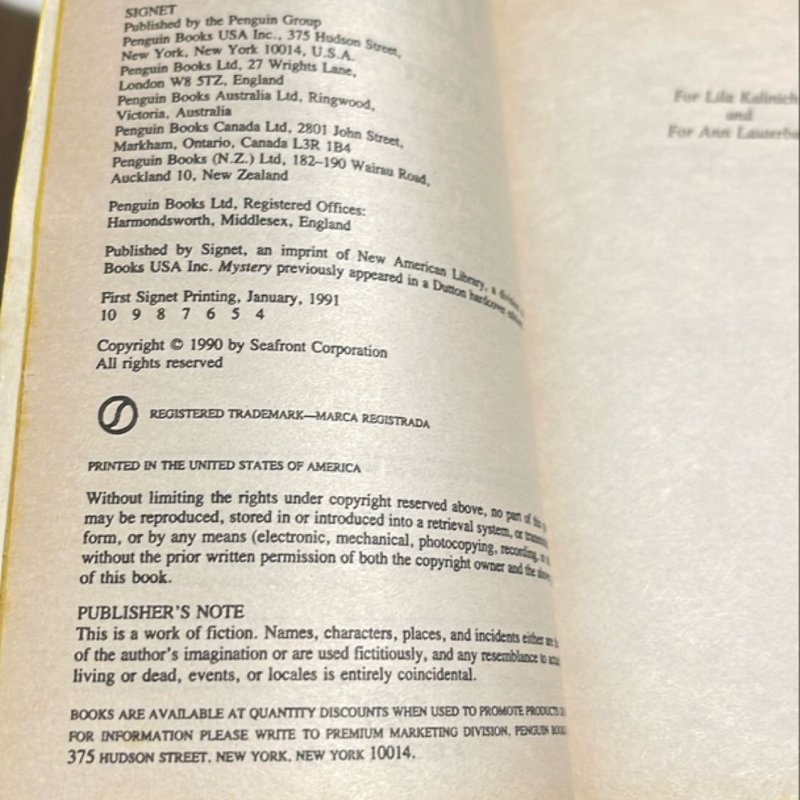 SIGNET
Published by the Penguin Group
Penguin Books USA Inc., 375 Hudson Street,
New York, New York 10014, U.S.A.
Penguin Books Ltd, 27 Wrights Lane,
London W8 5TZ, England
Penguin Books Australia Ltd, Ringwood,
Victoria, Australia
Penguin Books Canada Ltd, 2801 John Street,
Markham, Ontario, Canada L3R 1B4
Penguin Books (N.Z.) Ltd, 182–190 Wairau Road,
Auckland 10, New Zealand
Penguin Books Ltd, Registered Offices:
Harmondsworth, Middlesex, England
Published by Signet, an imprint of New American Library, a division
Books USA Inc. Mystery previously appeared in a Dutton hardcover
First Signet Printing, January, 1991
10 9 8 7 6 5 4
Copyright © 1990 by Seafront Corporation
All rights reserved
REGISTERED TRADEMARK—MARCA REGISTRADA
PRINTED IN THE UNITED STATES OF AMERICA
Without limiting the rights under copyright reserved above, no part of this
may be reproduced, stored in or introduced into a retrieval system, or
form, or by any means (electronic, mechanical, photocopying, recording,
without the prior written permission of both the copyright owner and the
of this book.
PUBLISHER'S NOTE
This is a work of fiction. Names, characters, places, and incidents either are
of the author's imagination or are used fictitiously, and any resemblance to
living or dead, events, or locales is entirely coincidental.
BOOKS ARE AVAILABLE AT QUANTITY DISCOUNTS WHEN USED TO PROMOTE PRODUCTS
FOR INFORMATION PLEASE WRITE TO PREMIUM MARKETING DIVISION, PENGUIN
375 HUDSON STREET, NEW YORK, NEW YORK 10014.
For Lila Kalinich
and
For Ann